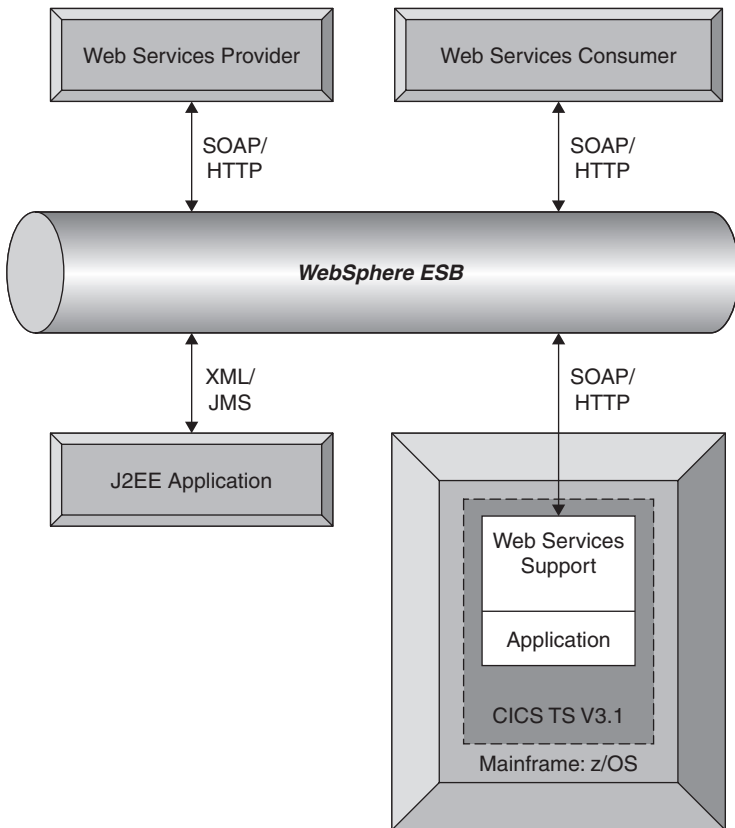 Web Services Provider
Web Services Consumer
SOAP/
HTTP
SOAP/
HTTP
WebSphere ESB
XML/
JMS
SOAP/
HTTP
J2EE Application
Web Services
Support
Application
CICS TS V3.1
Mainframe: z/OS